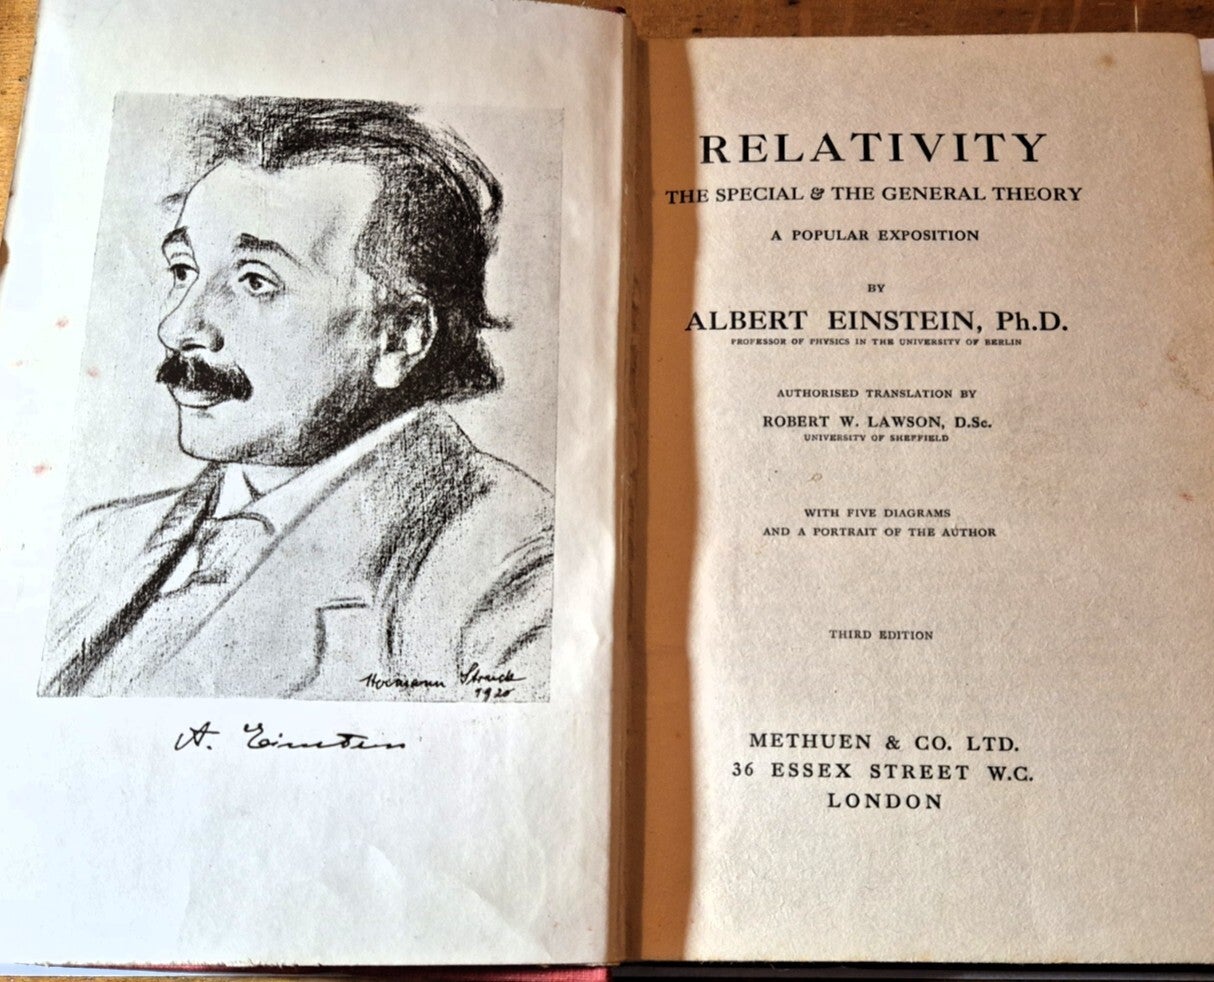 Hermann Struck
1920
A. Einstein
RELATIVITY
THE SPECIAL & THE GENERAL THEORY
A POPULAR EXPOSITION
BY
ALBERT EINSTEIN, Ph.D.
PROFESSOR OF PHYSICS IN THE UNIVERSITY OF BERLIN
AUTHORISED TRANSLATION BY
ROBERT W. LAWSON, D.Sc.
UNIVERSITY OF SHEFFIELD
WITH FIVE DIAGRAMS
AND A PORTRAIT OF THE AUTHOR
THIRD EDITION
METHUEN & CO. LTD.
36 ESSEX STREET W.C.
LONDON